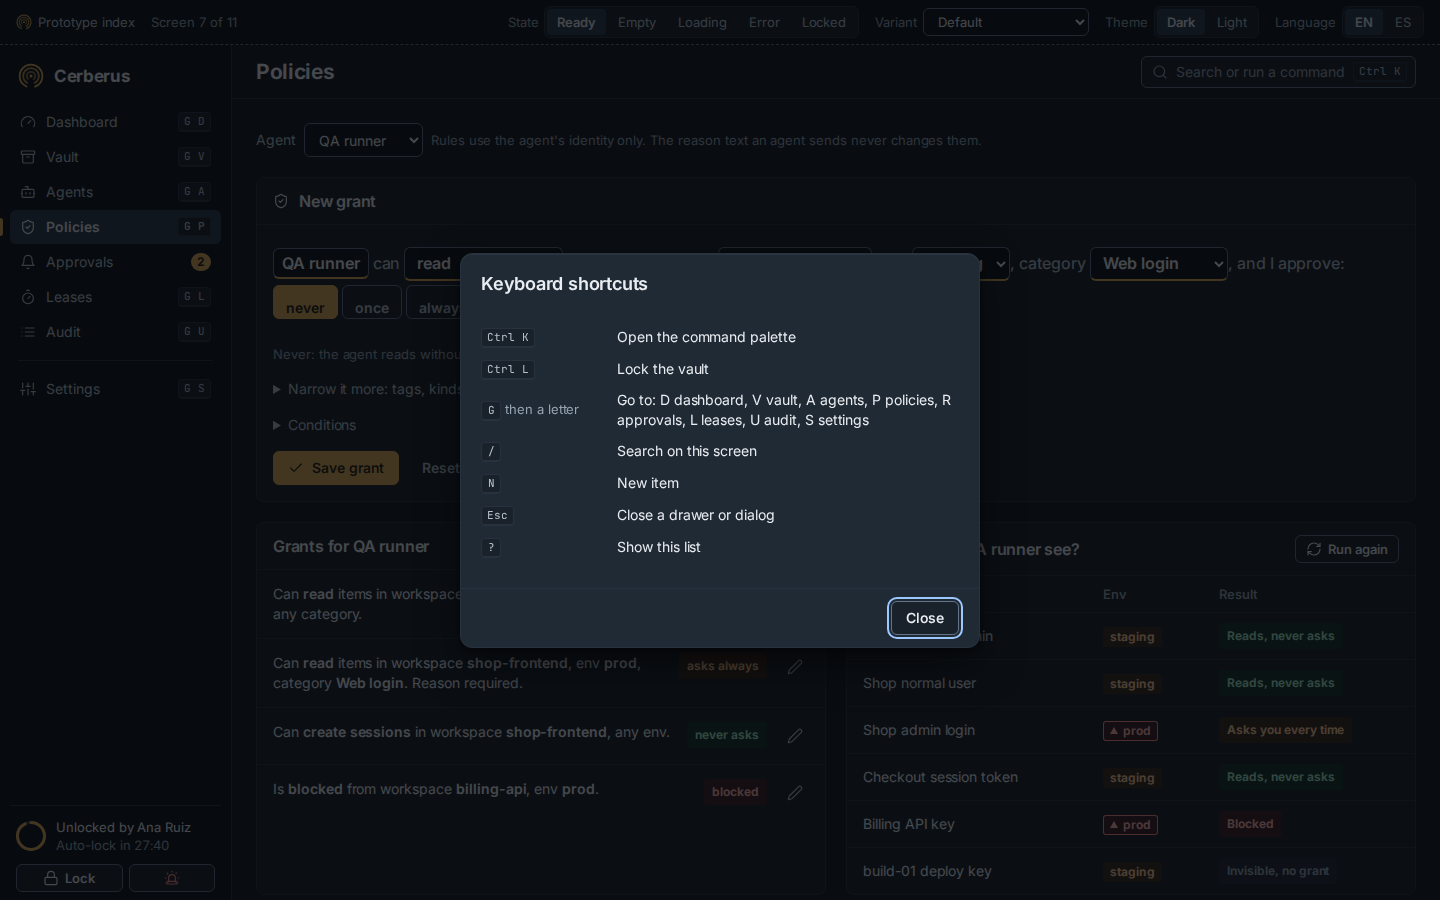 Prototype index Screen 7 of 11 State Ready Empty Loading Error Locked Variant Default Theme Dark Light Language EN ES
Cerberus
Policies
Search or run a command Ctrl K
Dashboard G D
Vault G V
Agents G A
Policies G P
Approvals 2
Leases G L
Audit G U
Settings G S
Unlocked by Ana Ruiz
Auto-lock in 27:40
Lock
Agent QA runner Rules use the agent's identity only. The reason text an agent sends never changes them.
New grant
QA runner can read , category Web login , and I approve:
never once
Never: the agent reads
Narrow it more: tags,
Conditions
Save grant Reset
Keyboard shortcuts
Ctrl K Open the command palette
Ctrl L Lock the vault
G then a letter Go to: D dashboard, V vault, A agents, P policies, R
approvals, L leases, U audit, S settings
/ Search on this screen
N New item
Esc Close a drawer or dialog
? Show this list
Close
Grants for QA runner
Can read items in workspace
any category.
Can read items in workspace shop-frontend, env prod,
category Web login. Reason required.
asks always
Can create sessions in workspace shop-frontend, any env.
never asks
Is blocked from workspace billing-api, env prod.
blocked
runner see?
Run again
Env Result
staging Reads, never asks
Shop normal user staging Reads, never asks
Shop admin login prod Asks you every time
Checkout session token staging Reads, never asks
Billing API key prod Blocked
build-01 deploy key staging Invisible, no grant